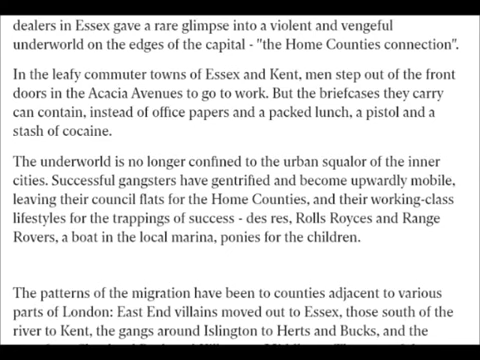 dealers in Essex gave a rare glimpse into a violent and vengeful
underworld on the edges of the capital - "the Home Counties connection".
In the leafy commuter towns of Essex and Kent, men step out of the front
doors in the Acacia Avenues to go to work. But the briefcases they carry
can contain, instead of office papers and a packed lunch, a pistol and a
stash of cocaine.
The underworld is no longer confined to the urban squalor of the inner
cities. Successful gangsters have gentrified and become upwardly mobile,
leaving their council flats for the Home Counties, and their working-class
lifestyles for the trappings of success - des res, Rolls Royces and Range
Rovers, a boat in the local marina, ponies for the children.
The patterns of the migration have been to counties adjacent to various
parts of London: East End villains moved out to Essex, those south of the
river to Kent, the gangs around Islington to Herts and Bucks, and the